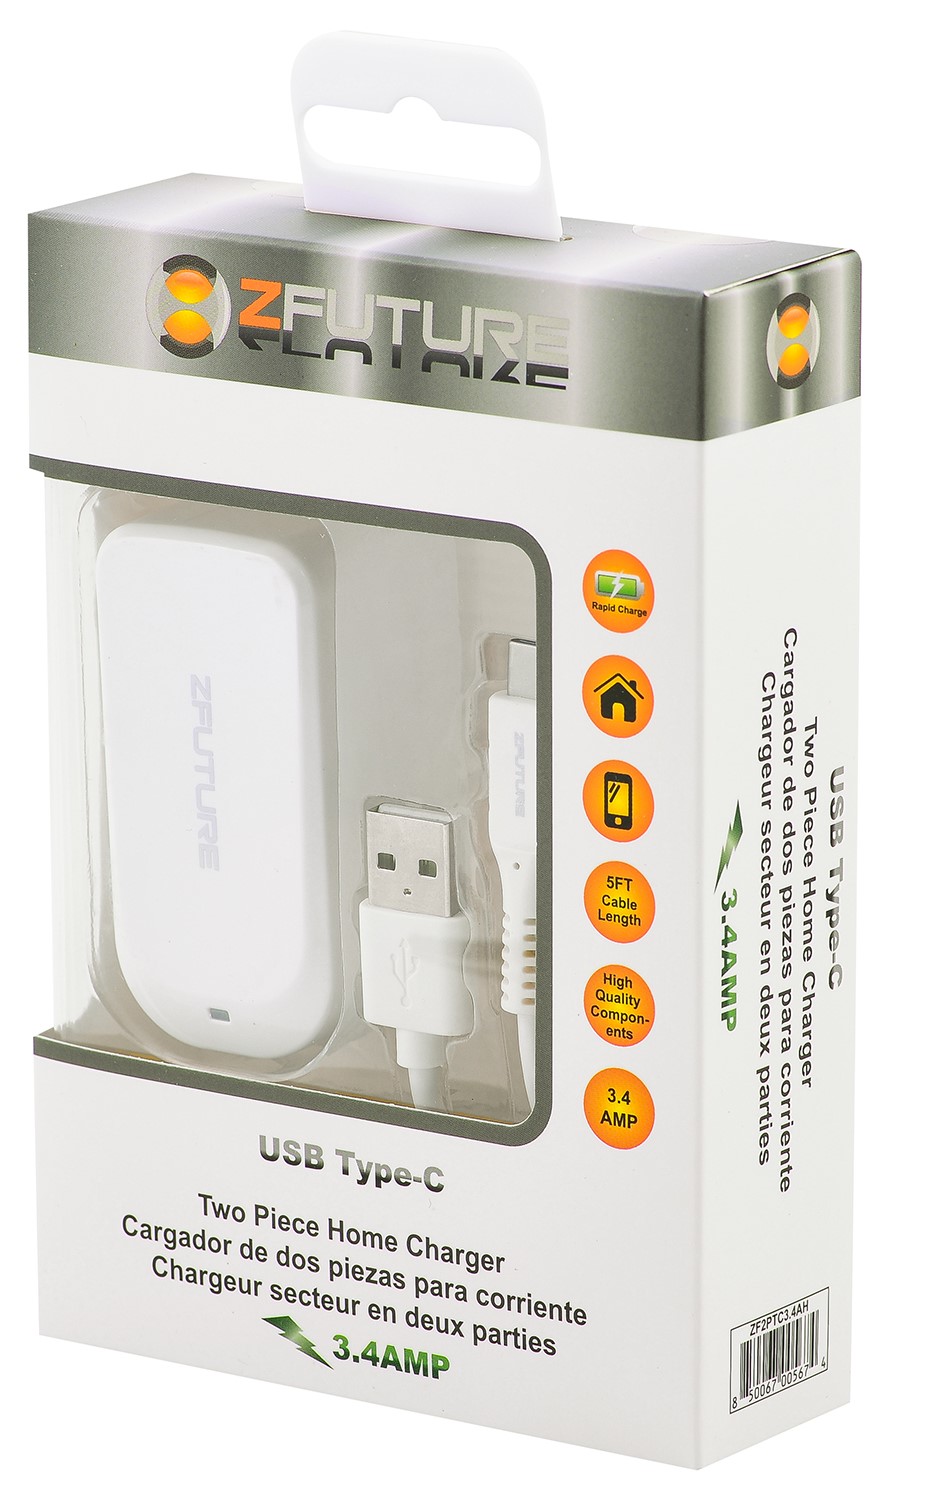 ZFUTURE
ZFUTURE
ZFUTURE
Rapid Charge
5FT
Cable
Length
High
Quality
Compon-
ents
3.4
AMP
USB Type-C
Two Piece Home Charger
Cargador de dos piezas para corriente
Chargeur secteur en deux parties
3.4AMP
USB Type-C
Two Piece Home Charger
Cargador de dos piezas para corriente
Chargeur secteur en deux parties
3.4AMP
ZF2PTC3.4AH
8 50067 00567 4